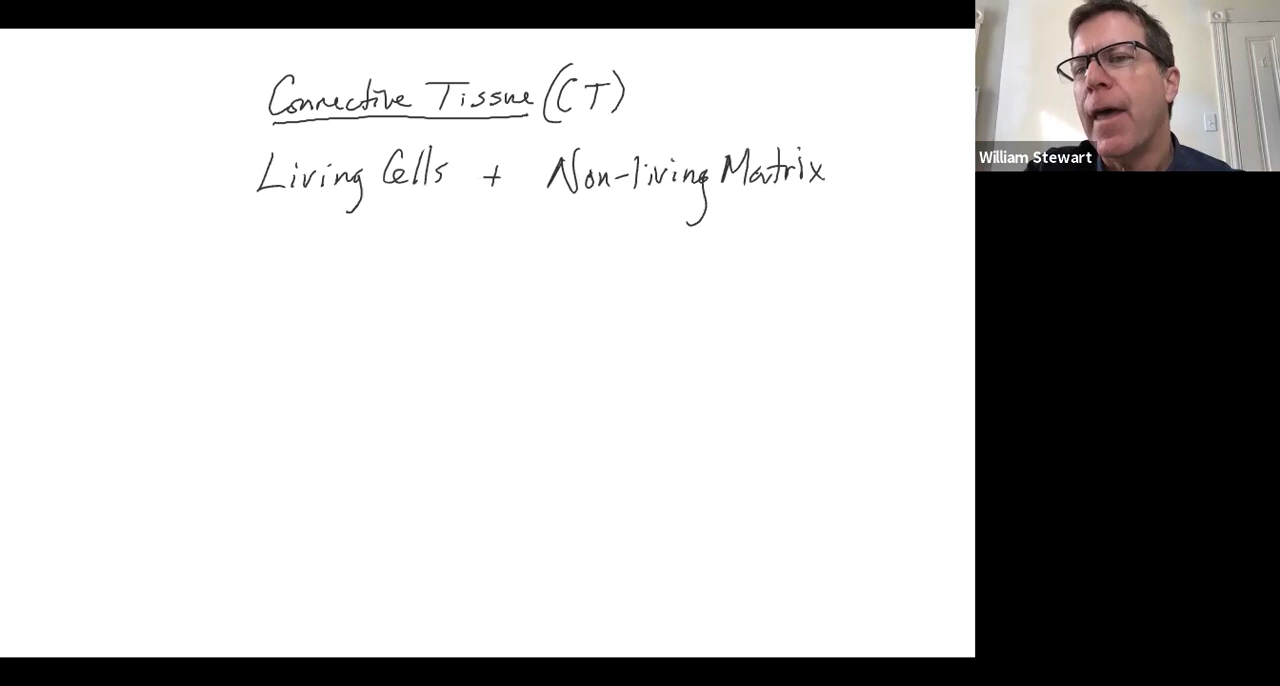 Connective Tissue (CT)
Living Cells + Non-living Matrix
William Stewart